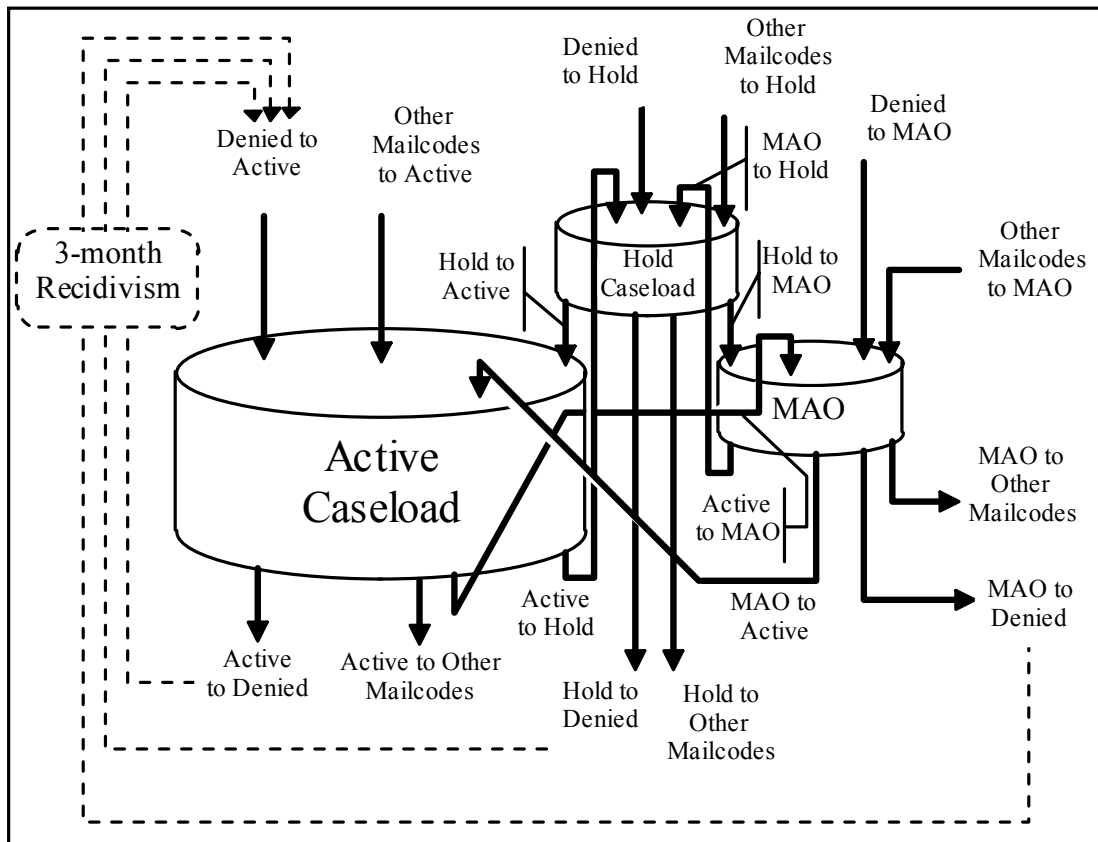 Denied
to Hold
Other
Mailcodes
to Hold
Denied
to MAO
Denied to
Active
Other
Mailcodes
to Active
MAO
to Hold
3-month
Recidivism
Hold to
Active
Hold
Caseload
Hold to
MAO
Other
Mailcodes
to MAO
Active
Caseload
MAO
Active
to MAO
MAO to
Other
Mailcodes
Active
to Hold
MAO to
Active
MAO to
Denied
Active
to Denied
Active to Other
Mailcodes
Hold to
Denied
Hold to
Other
Mailcodes